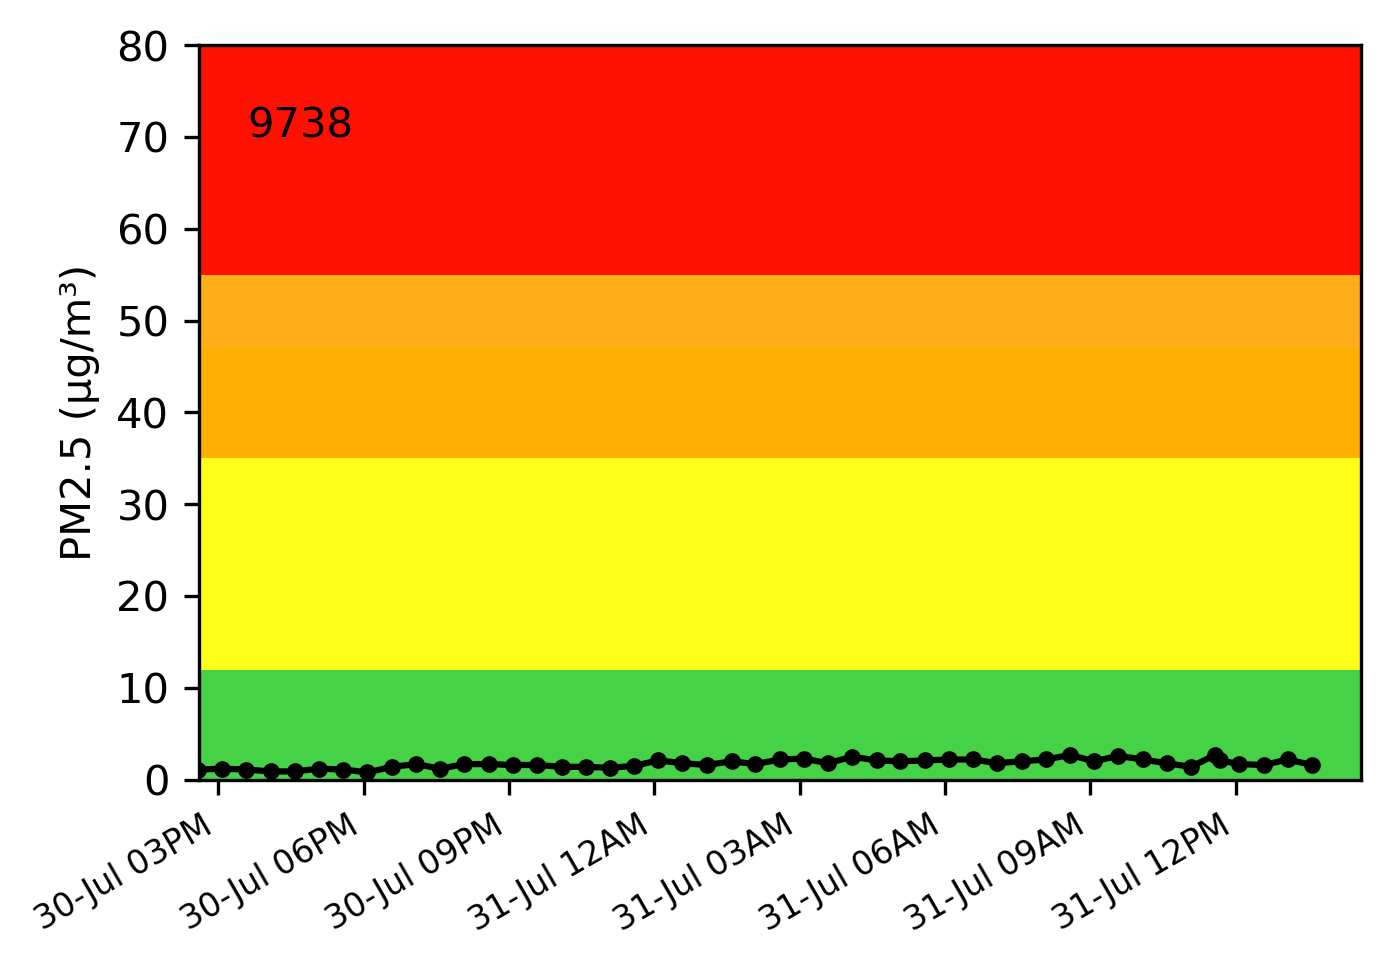 80
9738
70
60
50
40
30
20
10
0
PM2.5 (µg/m³)
30-Jul 03PM
30-Jul 06PM
30-Jul 09PM
31-Jul 12AM
31-Jul 03AM
31-Jul 06AM
31-Jul 09AM
31-Jul 12PM